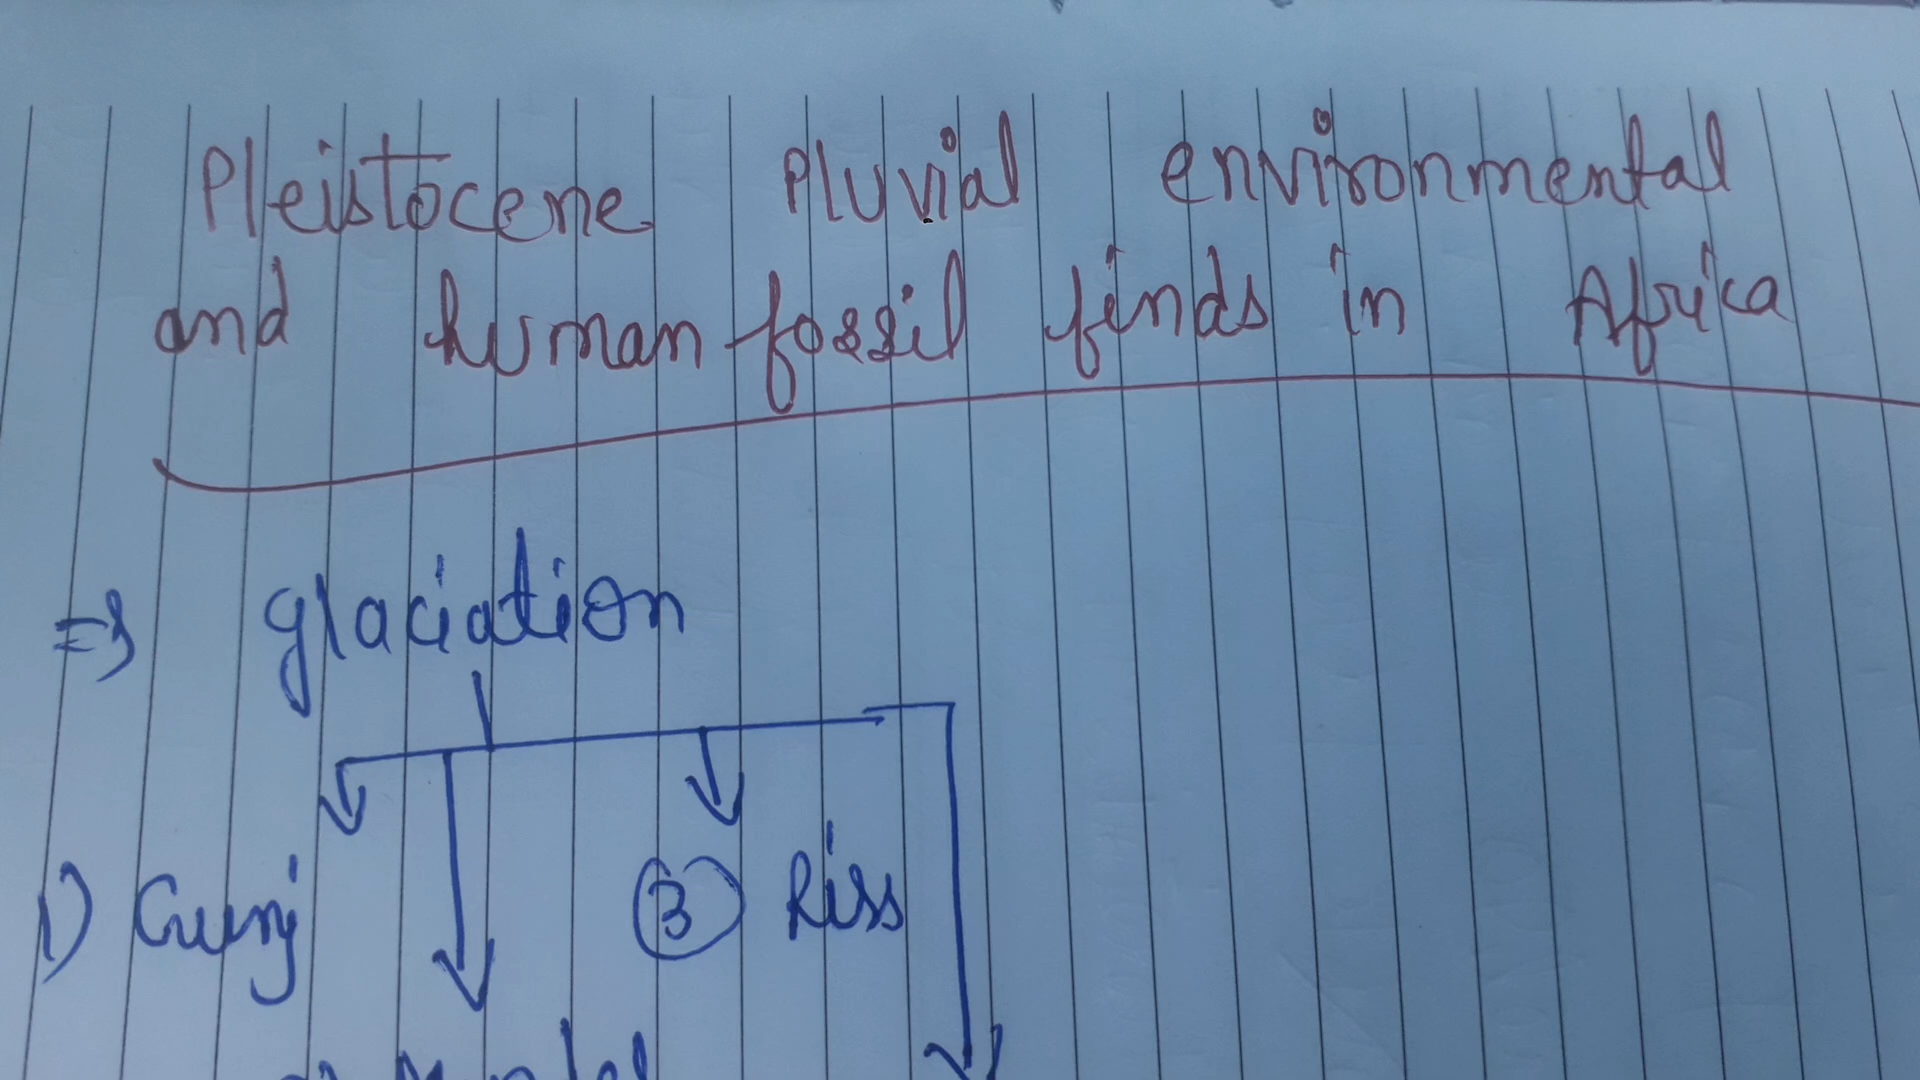 Pleistocene Pluvial environmental
and human fossil finds in Africa
=> glaciation
1) Gunj
3 Riss